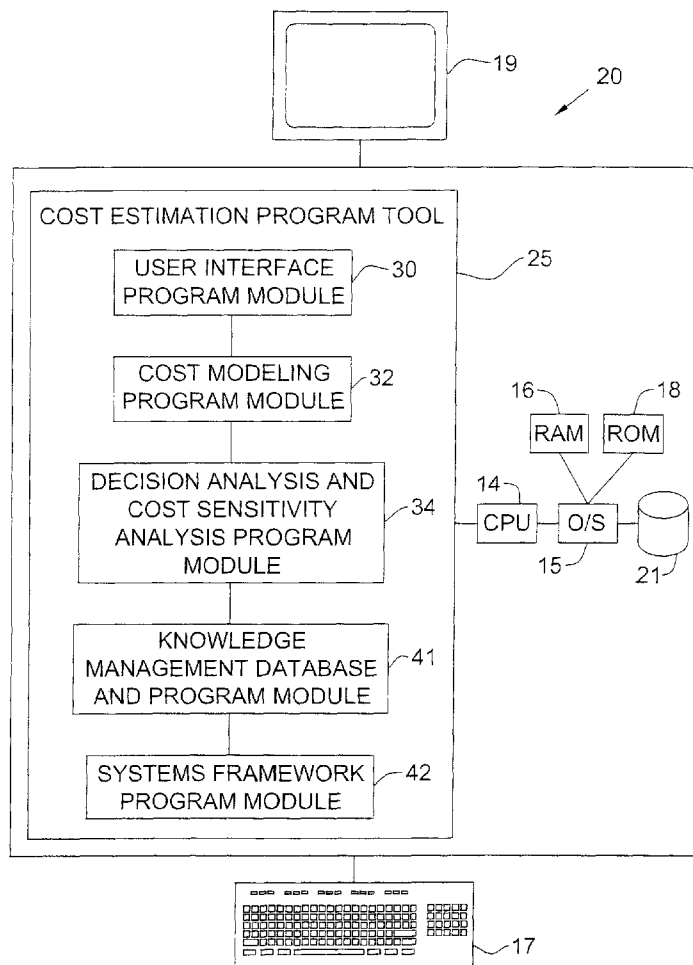 19
20
COST ESTIMATION PROGRAM TOOL
25
USER INTERFACE
PROGRAM MODULE
30
COST MODELING
PROGRAM MODULE
32
16
18
RAM
ROM
DECISION ANALYSIS AND
COST SENSITIVITY
ANALYSIS PROGRAM
MODULE
34
14
CPU
O/S
15
21
KNOWLEDGE
MANAGEMENT DATABASE
AND PROGRAM MODULE
41
SYSTEMS FRAMEWORK
PROGRAM MODULE
42
17